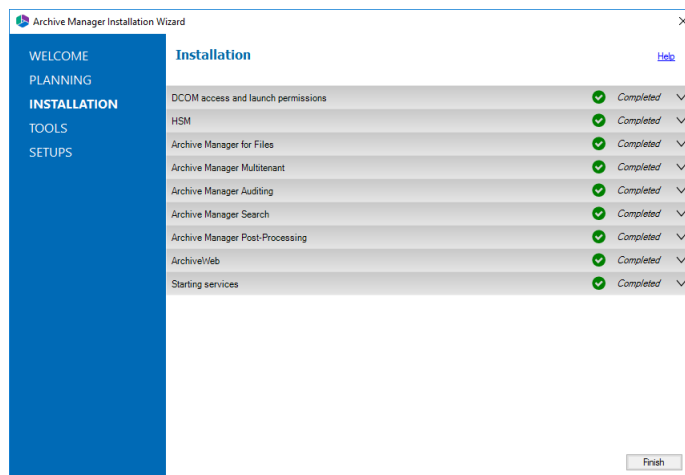 Archive Manager Installation Wizard
WELCOME
PLANNING
INSTALLATION
TOOLS
SETUPS
Installation
Help
DCOM access and launch permissions Completed
HSM Completed
Archive Manager for Files Completed
Archive Manager Multitenant Completed
Archive Manager Auditing Completed
Archive Manager Search Completed
Archive Manager Post-Processing Completed
ArchiveWeb Completed
Starting services Completed
Finish